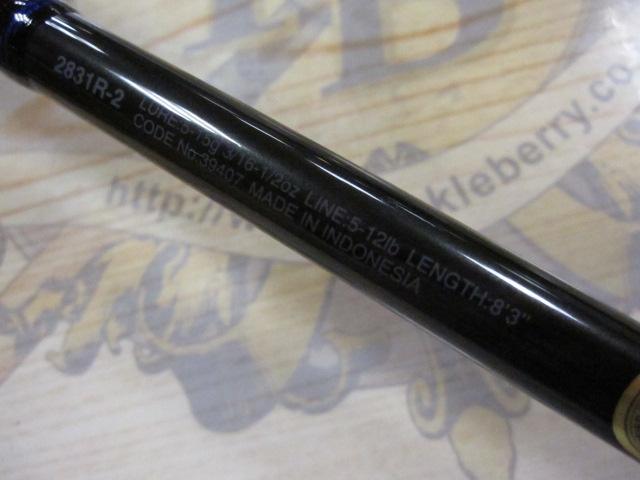 2831R-2 LURE:5-15g 3/16-1/2oz LINE:5-12lb LENGTH:8'3"
CODE No.39407 MADE IN INDONESIA
kleberry.co
http://w